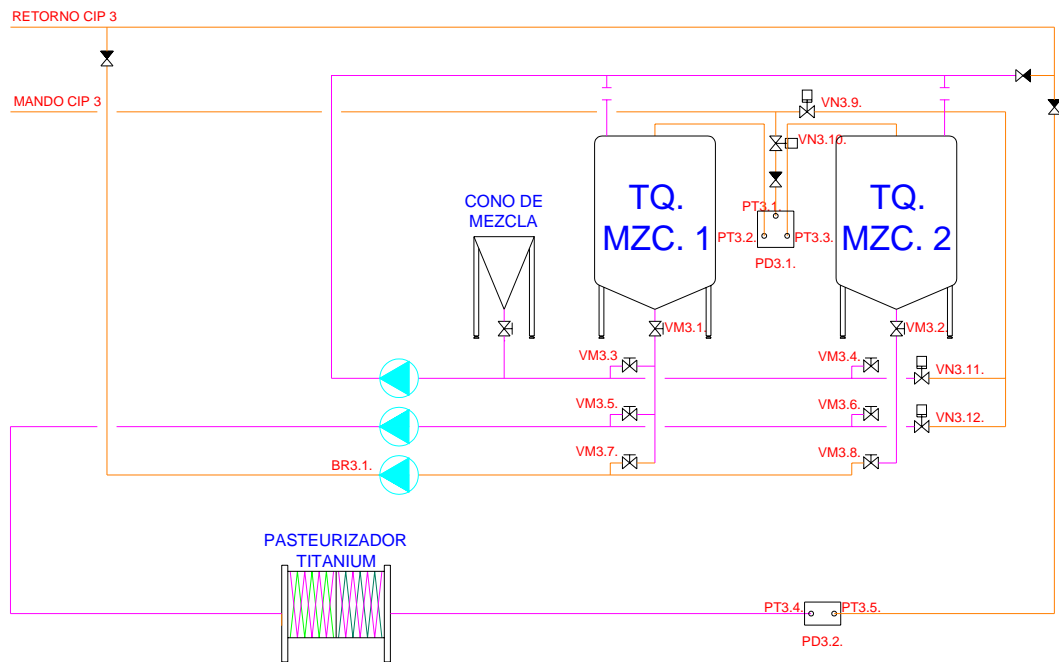 RETORNO CIP 3
MANDO CIP 3
VN3.9.
VN3.10.
CONO DE
MEZCLA
TQ.
MZC. 1
PT3.1.
PT3.2.
PT3.3.
PD3.1.
TQ.
MZC. 2
VM3.1.
VM3.2.
VM3.3
VM3.4.
VN3.11.
VM3.5.
VM3.6.
VN3.12.
VM3.7.
VM3.8.
BR3.1.
PASTEURIZADOR
TITANIUM
PT3.4.
PT3.5.
PD3.2.